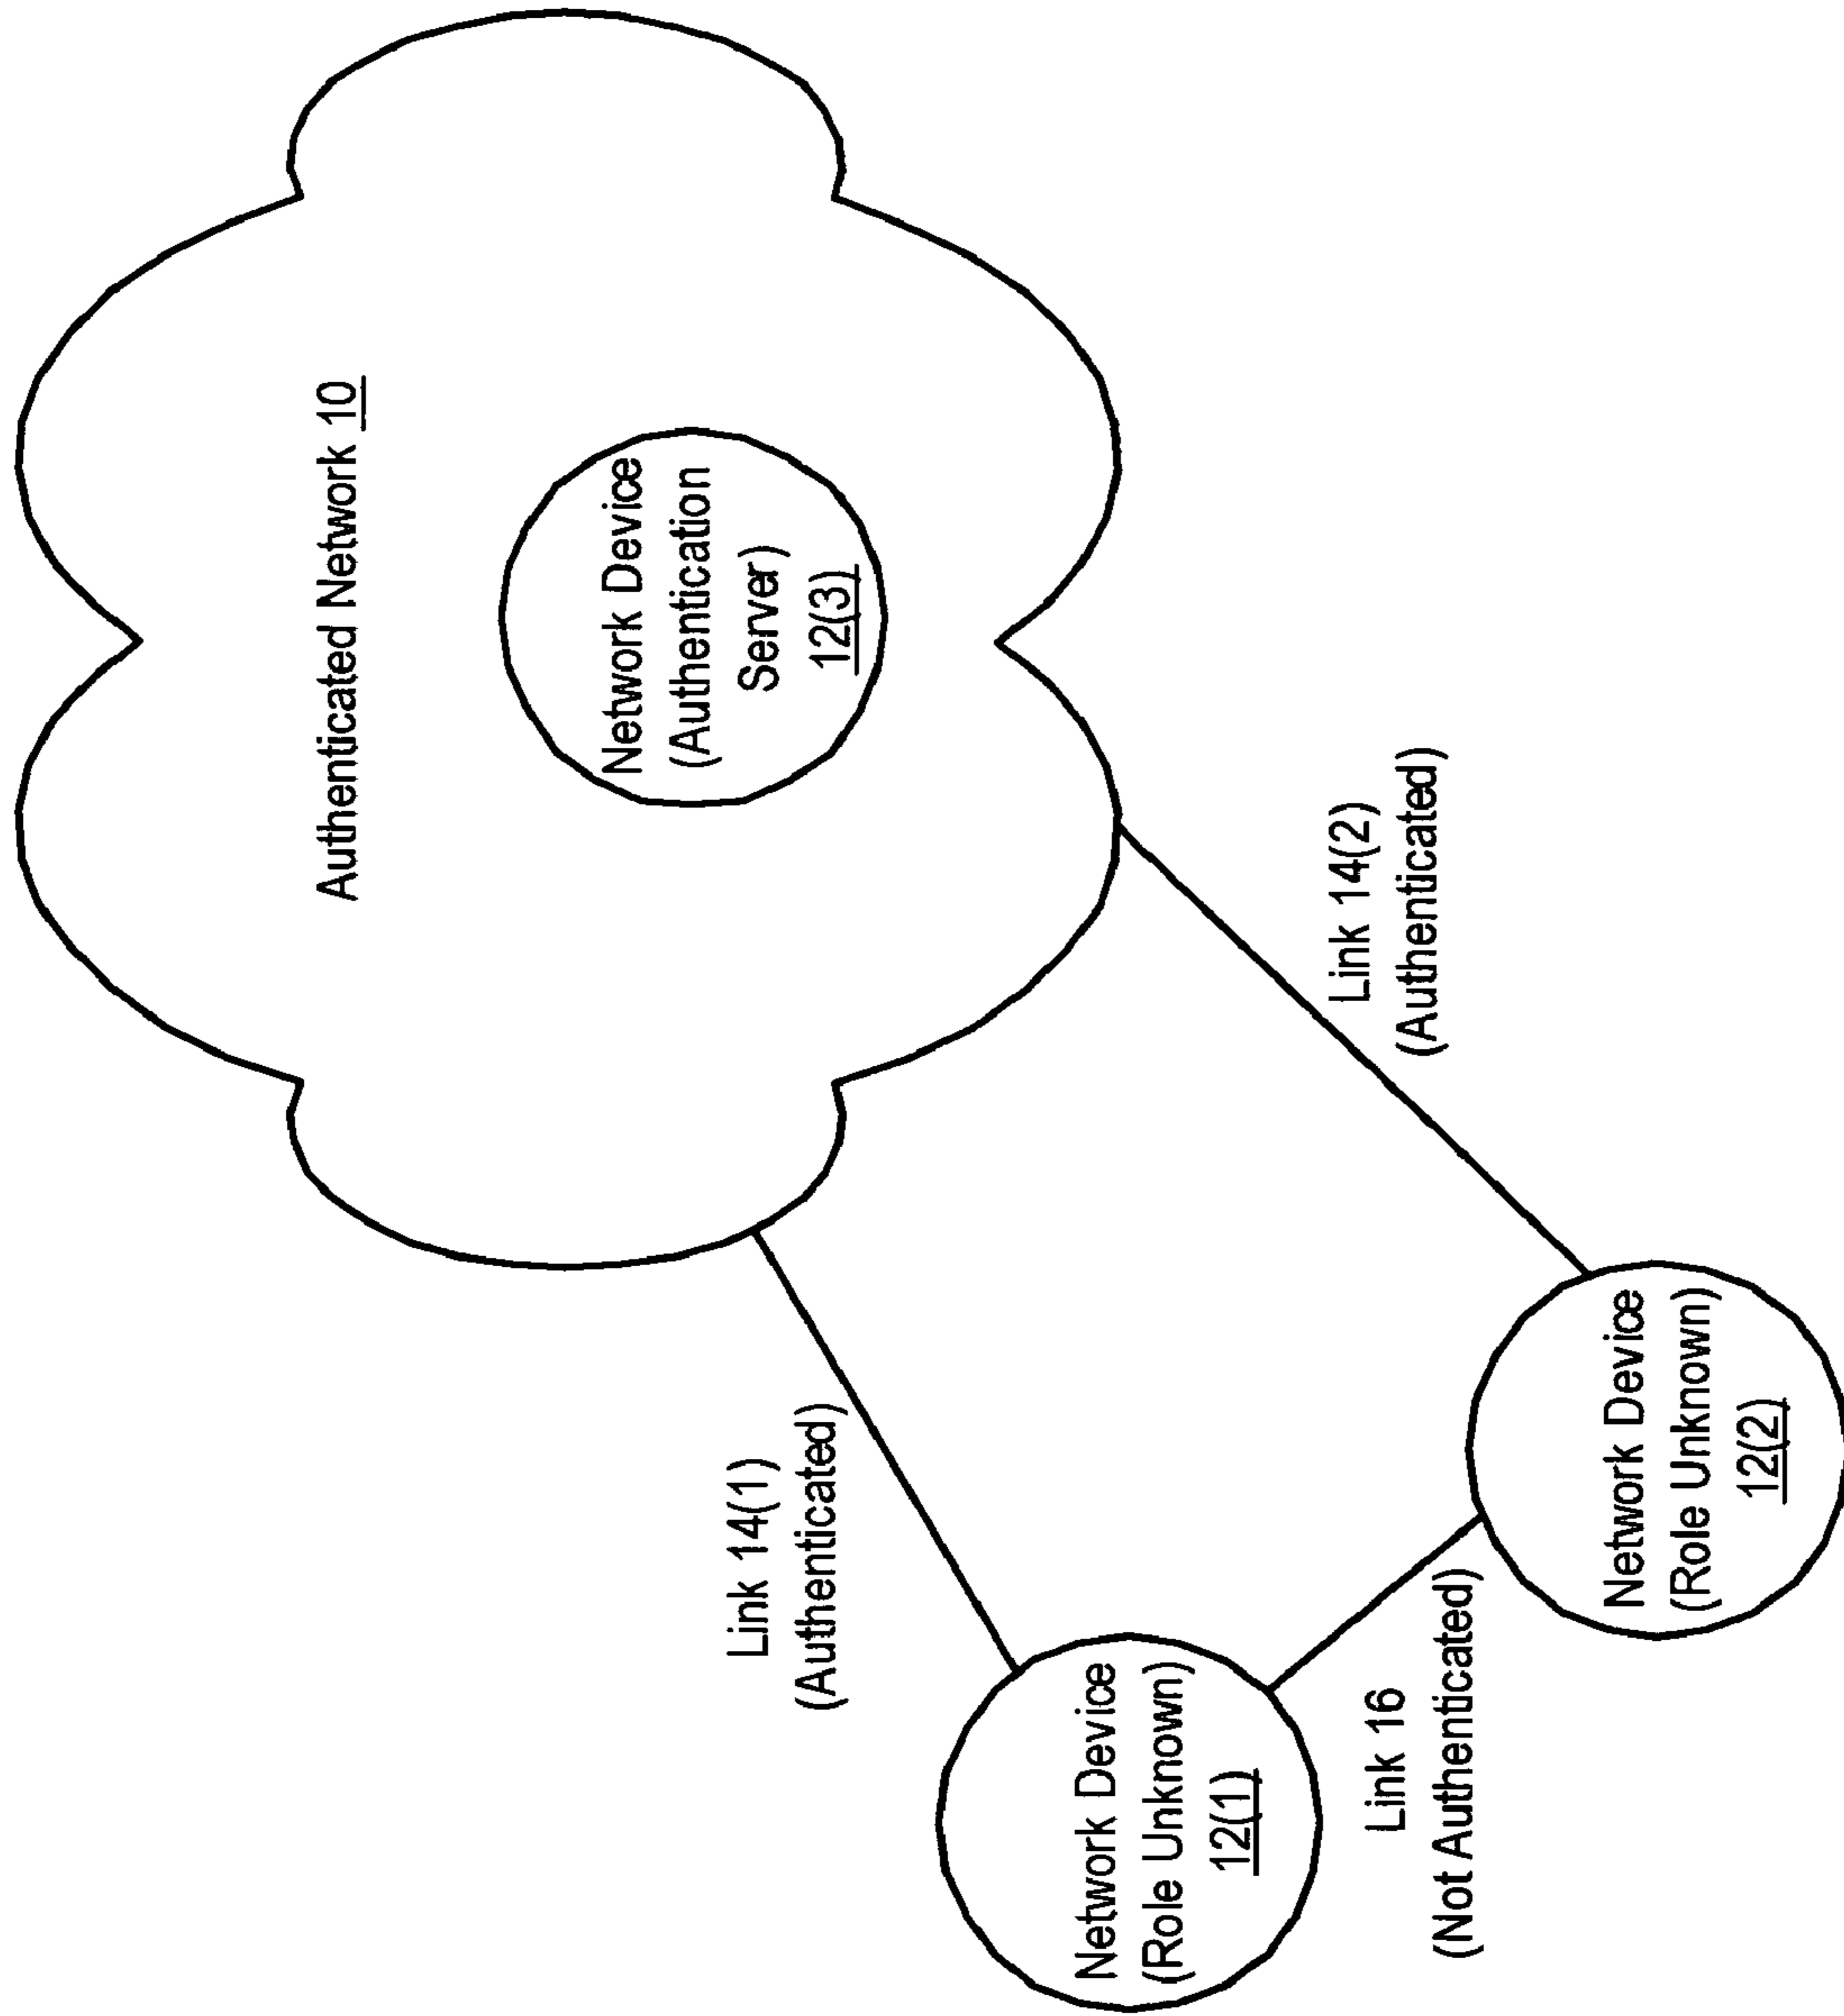 Authenticated Network 10
Network Device
(Authentication
Server)
12(3)
Link 14(1)
(Authenticated)
Link 14(2)
(Authenticated)
Network Device
(Role Unknown)
12(1)
Link 16
(Not Authenticated)
Network Device
(Role Unknown)
12(2)